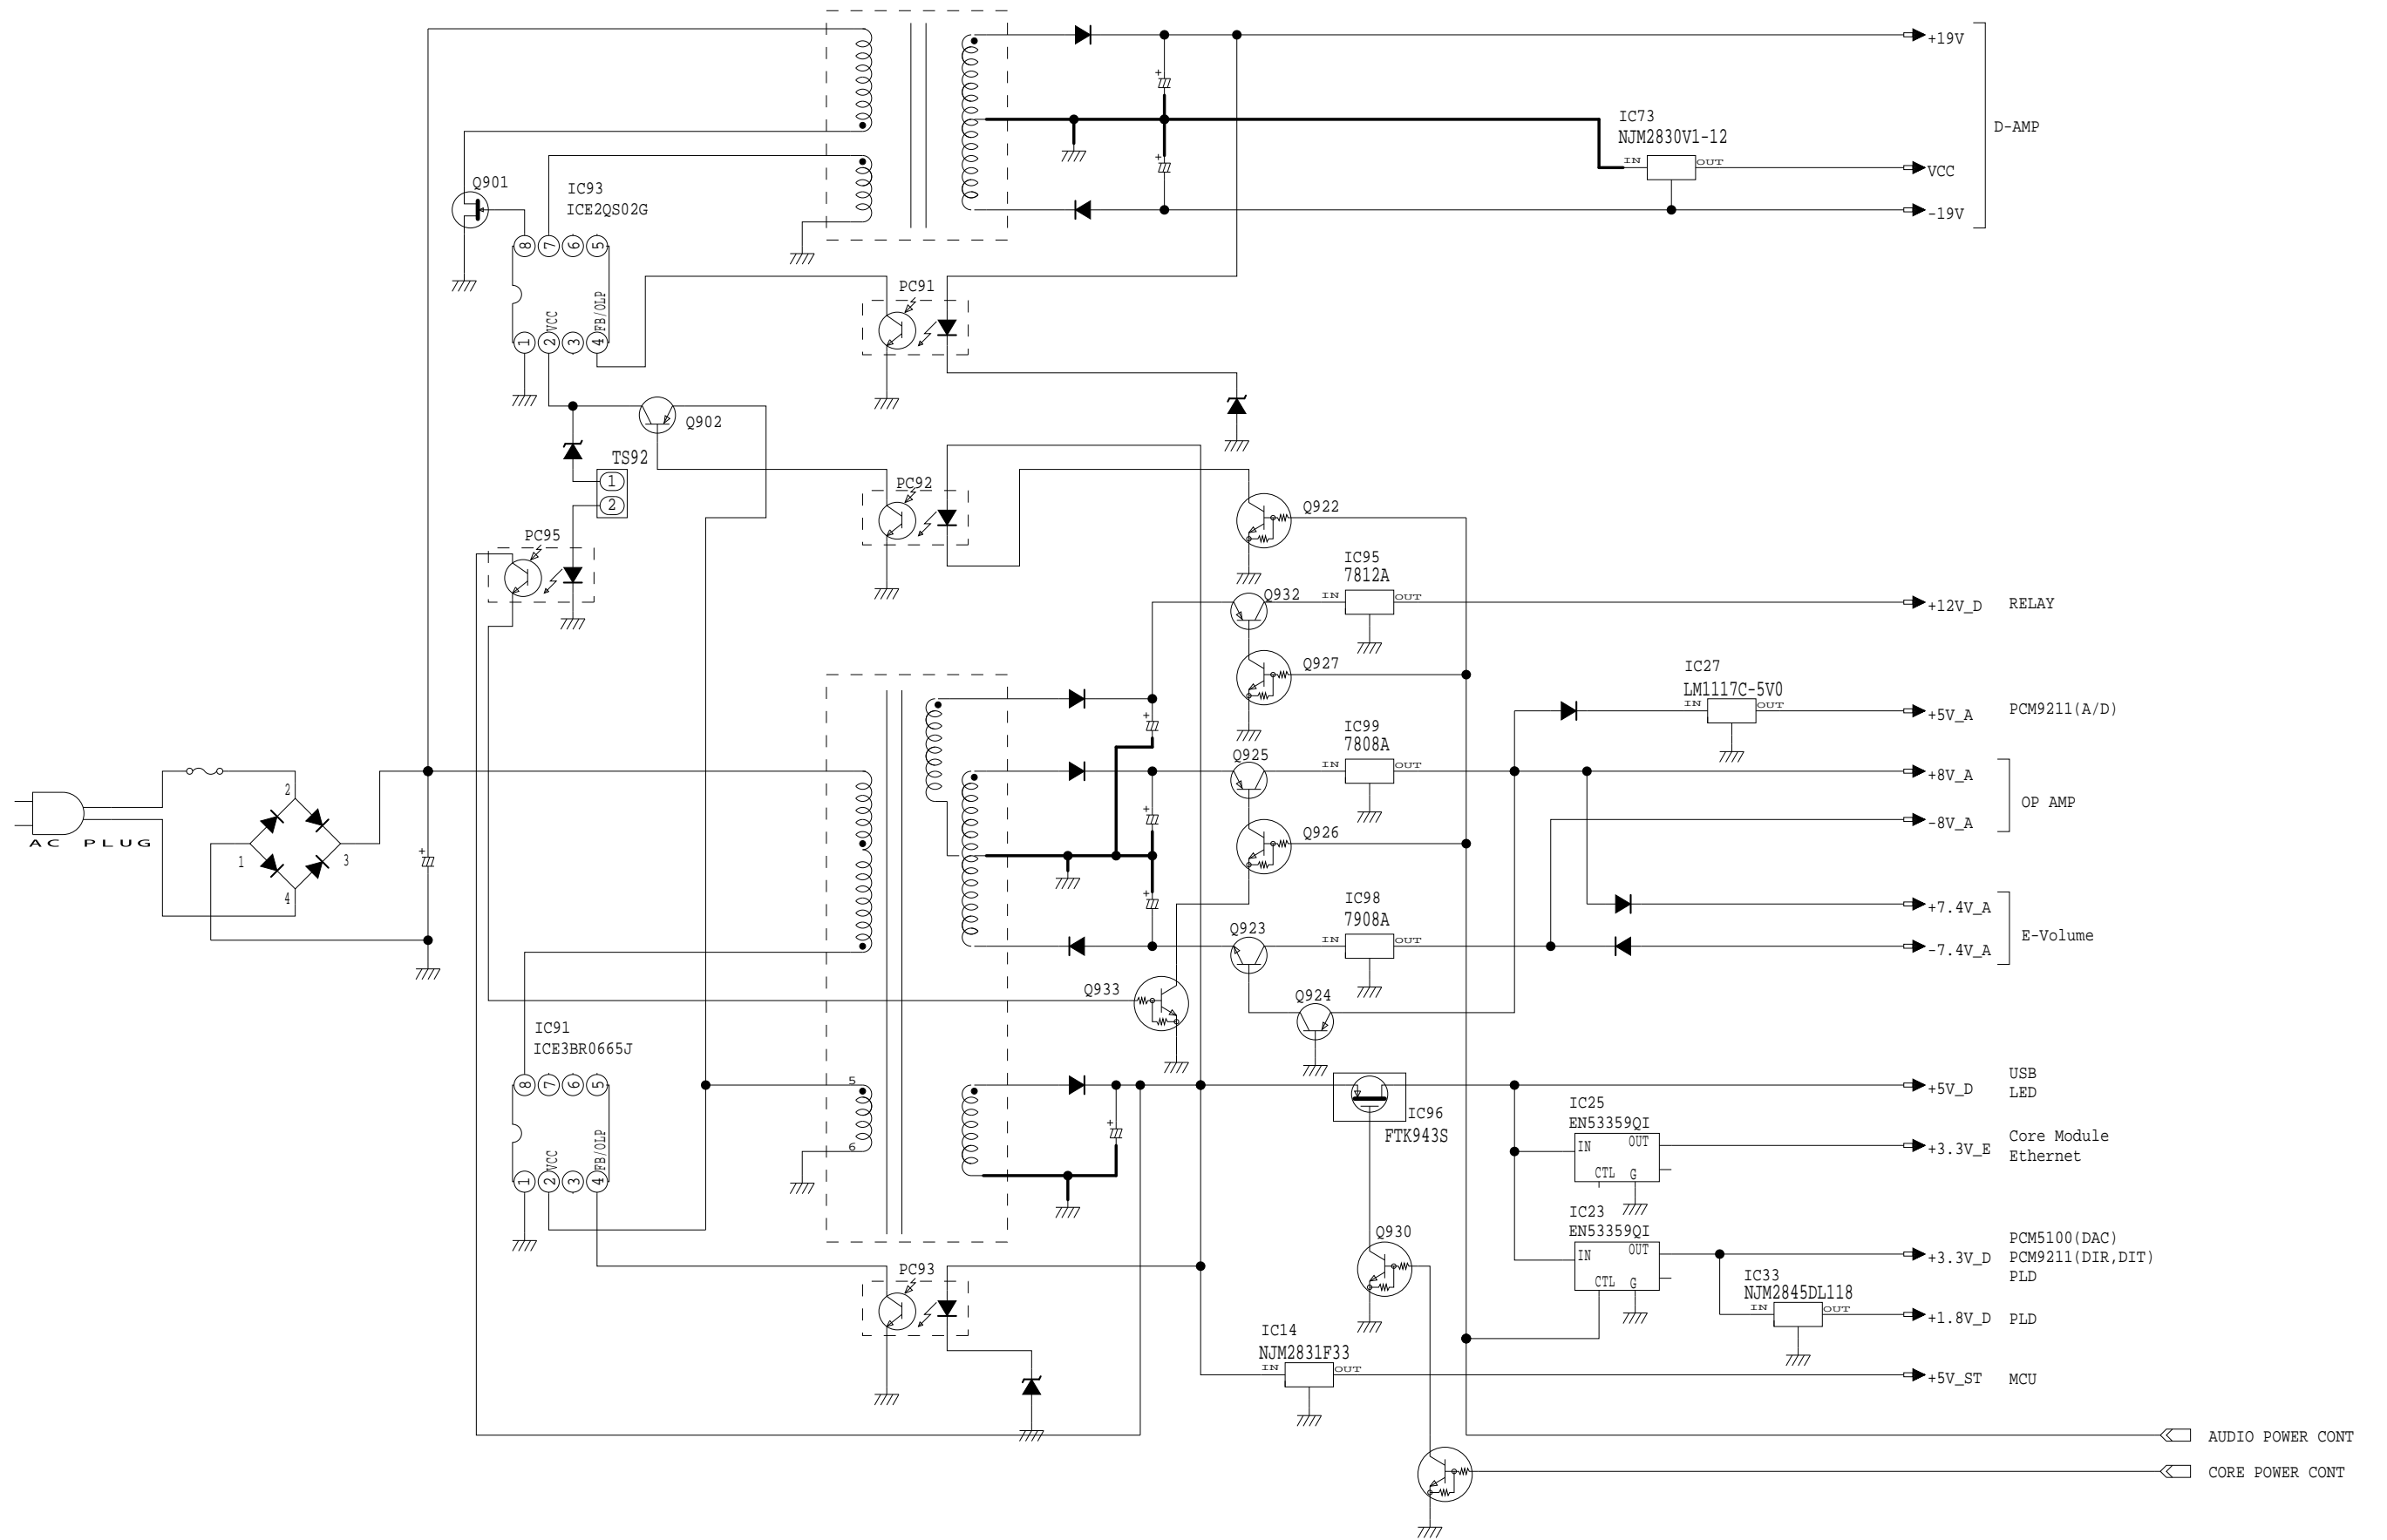 +19V
IC73
NJM2830V1-12
D-AMP
IN
OUT
VCC
Q901
IC93
ICE2QS02G
-19V
8
7
6
5
PC91
VCC
FB/OLP
1
2
3
4
Q902
TS92
1
2
PC92
Q922
PC95
IC95
7812A
Q932
IN
OUT
+12V_D
RELAY
Q927
IC27
LM1117C-5V0
IN
OUT
+5V_A
PCM9211(A/D)
IC99
7808A
Q925
IN
OUT
+8V_A
OP AMP
2
-8V_A
Q926
AC PLUG
1
3
4
IC98
7908A
+7.4V_A
Q923
IN
OUT
E-Volume
-7.4V_A
Q933
Q924
IC91
ICE3BR0665J
8
7
6
5
5
USB
+5V_D
LED
IC96
FTK943S
IC25
EN53359QI
IN
OUT
CTL
G
+3.3V_E
Core Module
Ethernet
VCC
FB/OLP
6
1
2
3
4
IC23
EN53359QI
IN
OUT
CTL
G
Q930
PCM5100(DAC)
+3.3V_D
PCM9211(DIR,DIT)
PLD
PC93
IC33
NJM2845DL118
IN
OUT
+1.8V_D
PLD
IC14
NJM2831F33
IN
OUT
+5V_ST
MCU
AUDIO POWER CONT
CORE POWER CONT